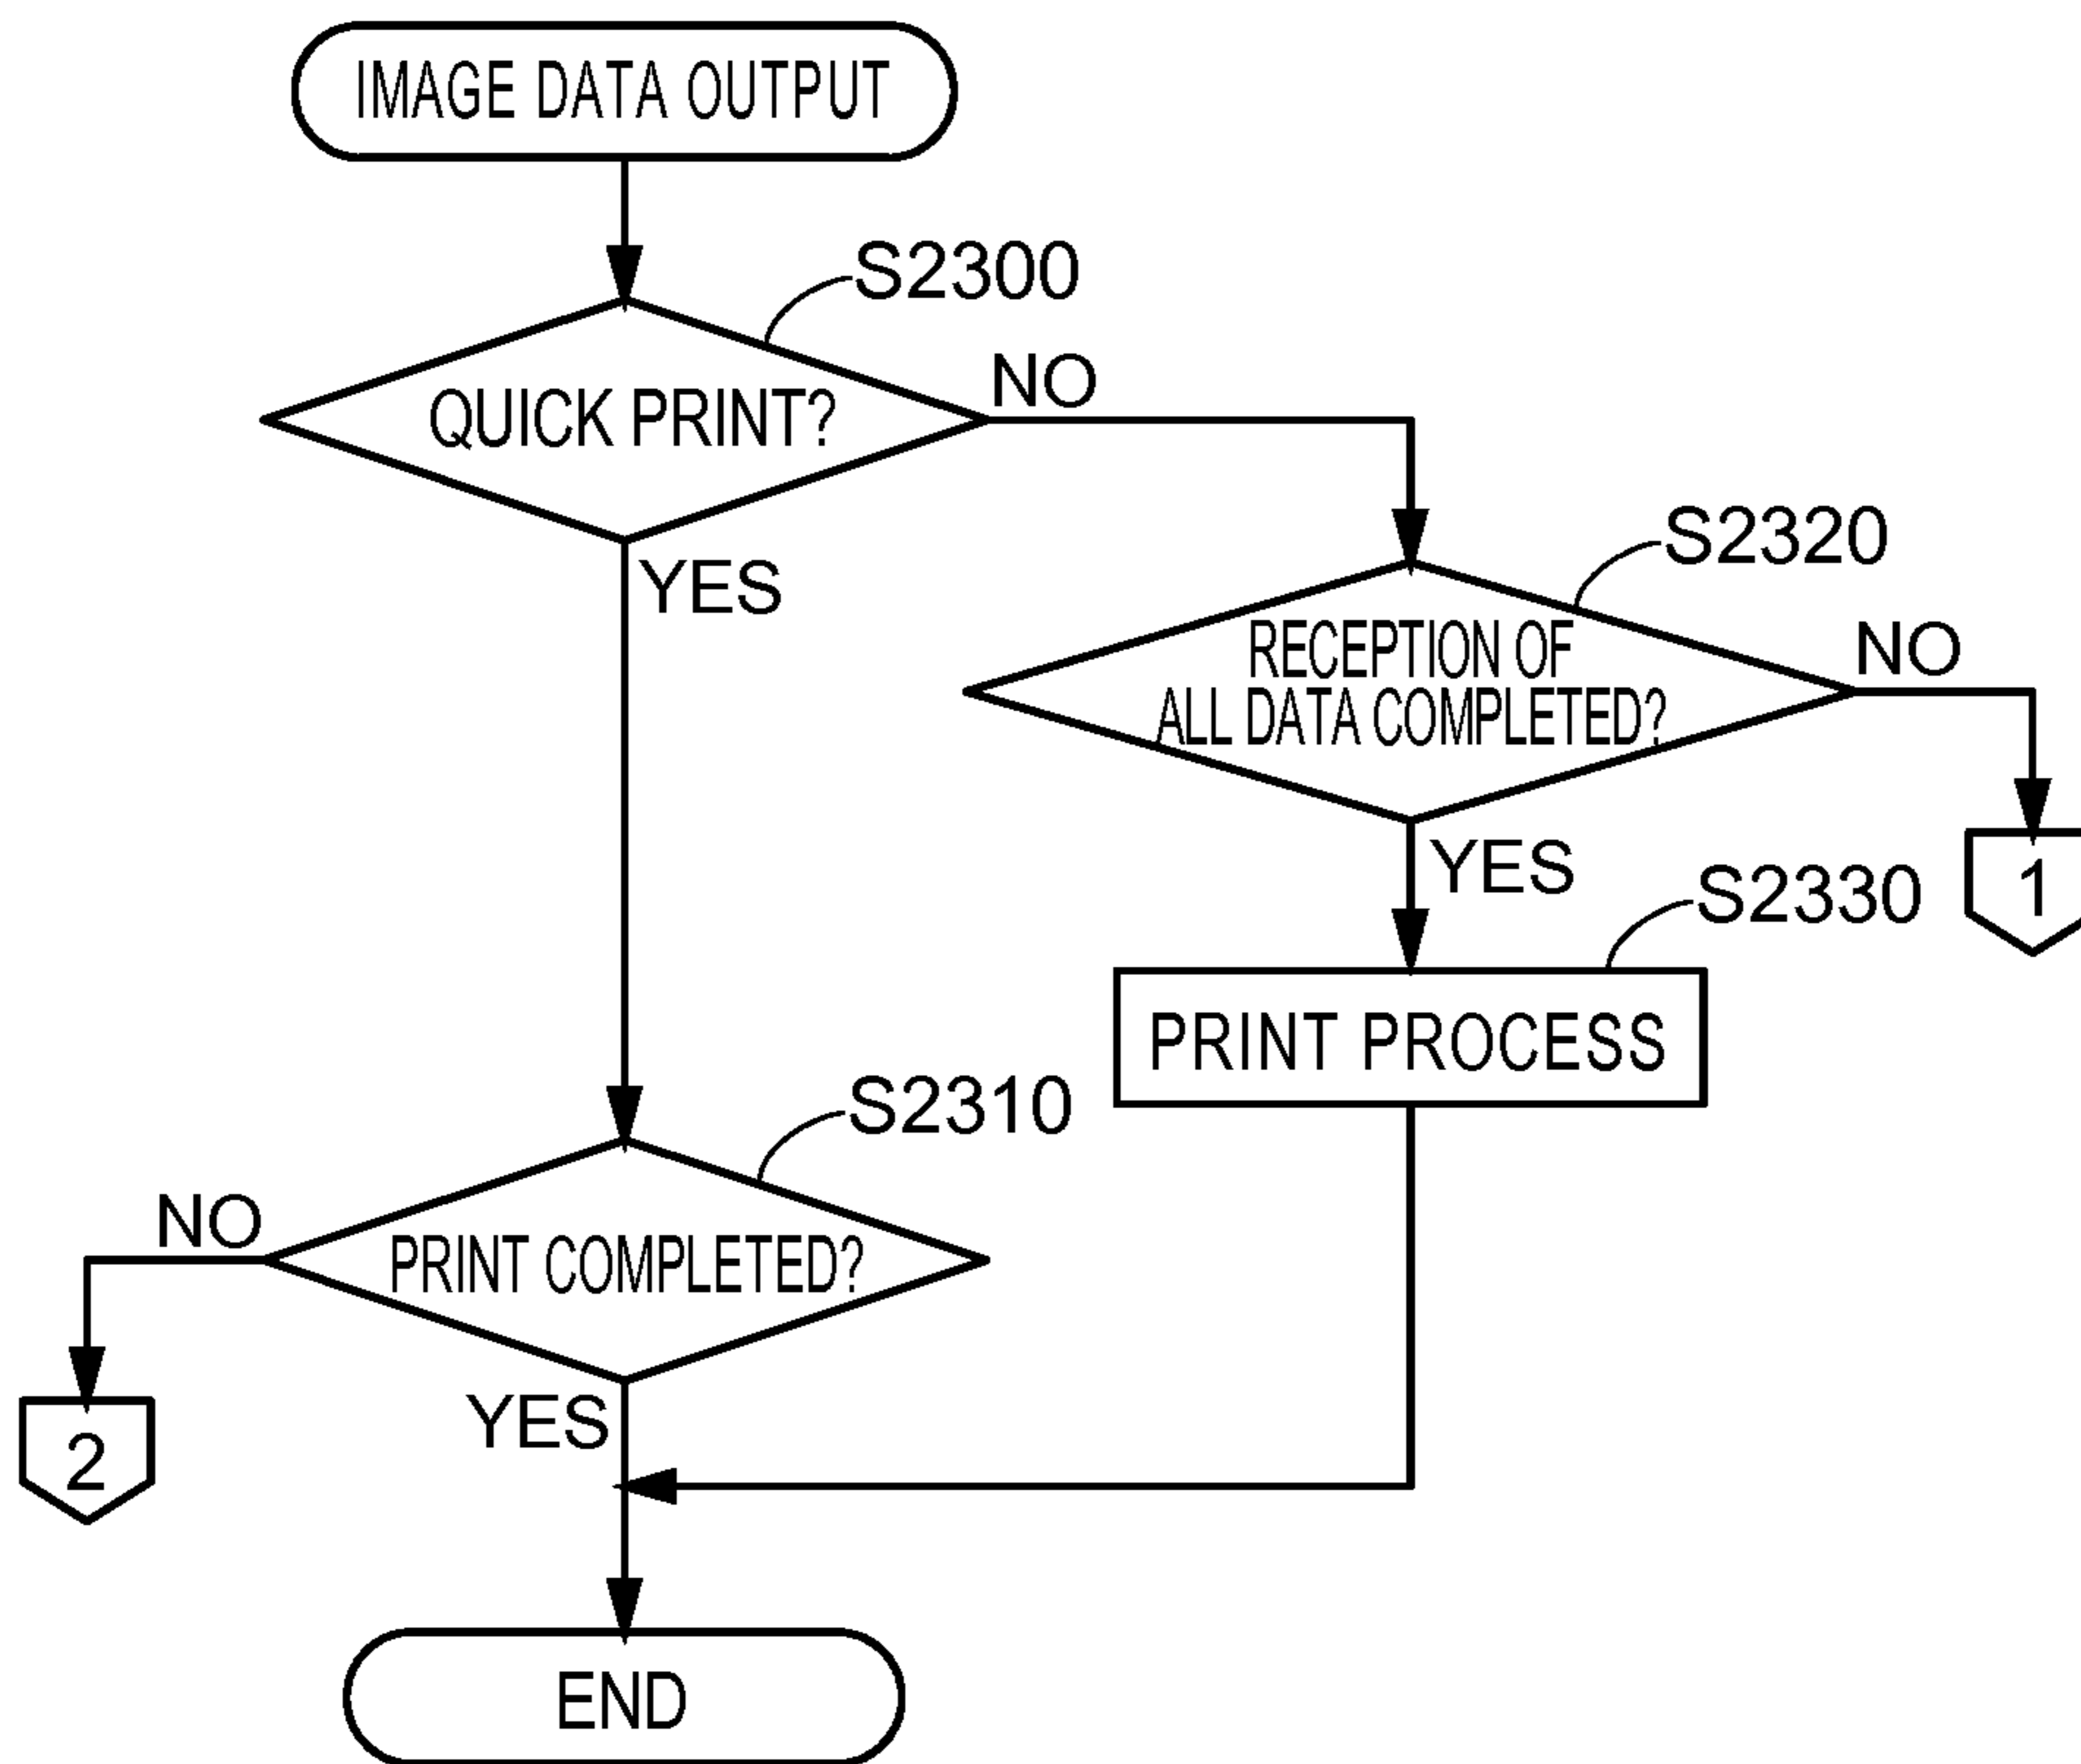 IMAGE DATA OUTPUT
S2300
QUICK PRINT?
NO
YES
S2320
RECEPTION OF
ALL DATA COMPLETED?
NO
1
YES
S2330
PRINT PROCESS
S2310
PRINT COMPLETED?
NO
2
YES
END